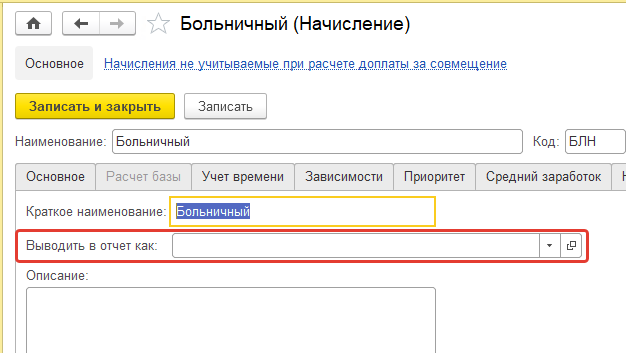 Больничный (Начисление)
Основное Начисления не учитываемые при расчете доплаты за совмещение
Записать и закрыть Записать
Наименование: Больничный Код: БЛН
Основное Расчет базы Учет времени Зависимости Приоритет Средний заработок
Краткое наименование: Больничный
Выводить в отчет как:
Описание: